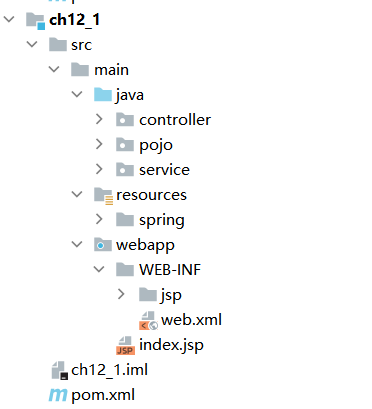 ch12_1
src
main
java
controller
pojo
service
resources
spring
webapp
WEB-INF
jsp
web.xml
JSP index.jsp
ch12_1.iml
m pom.xml